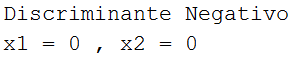 Discriminante Negativo
x1 = 0 , x2 = 0